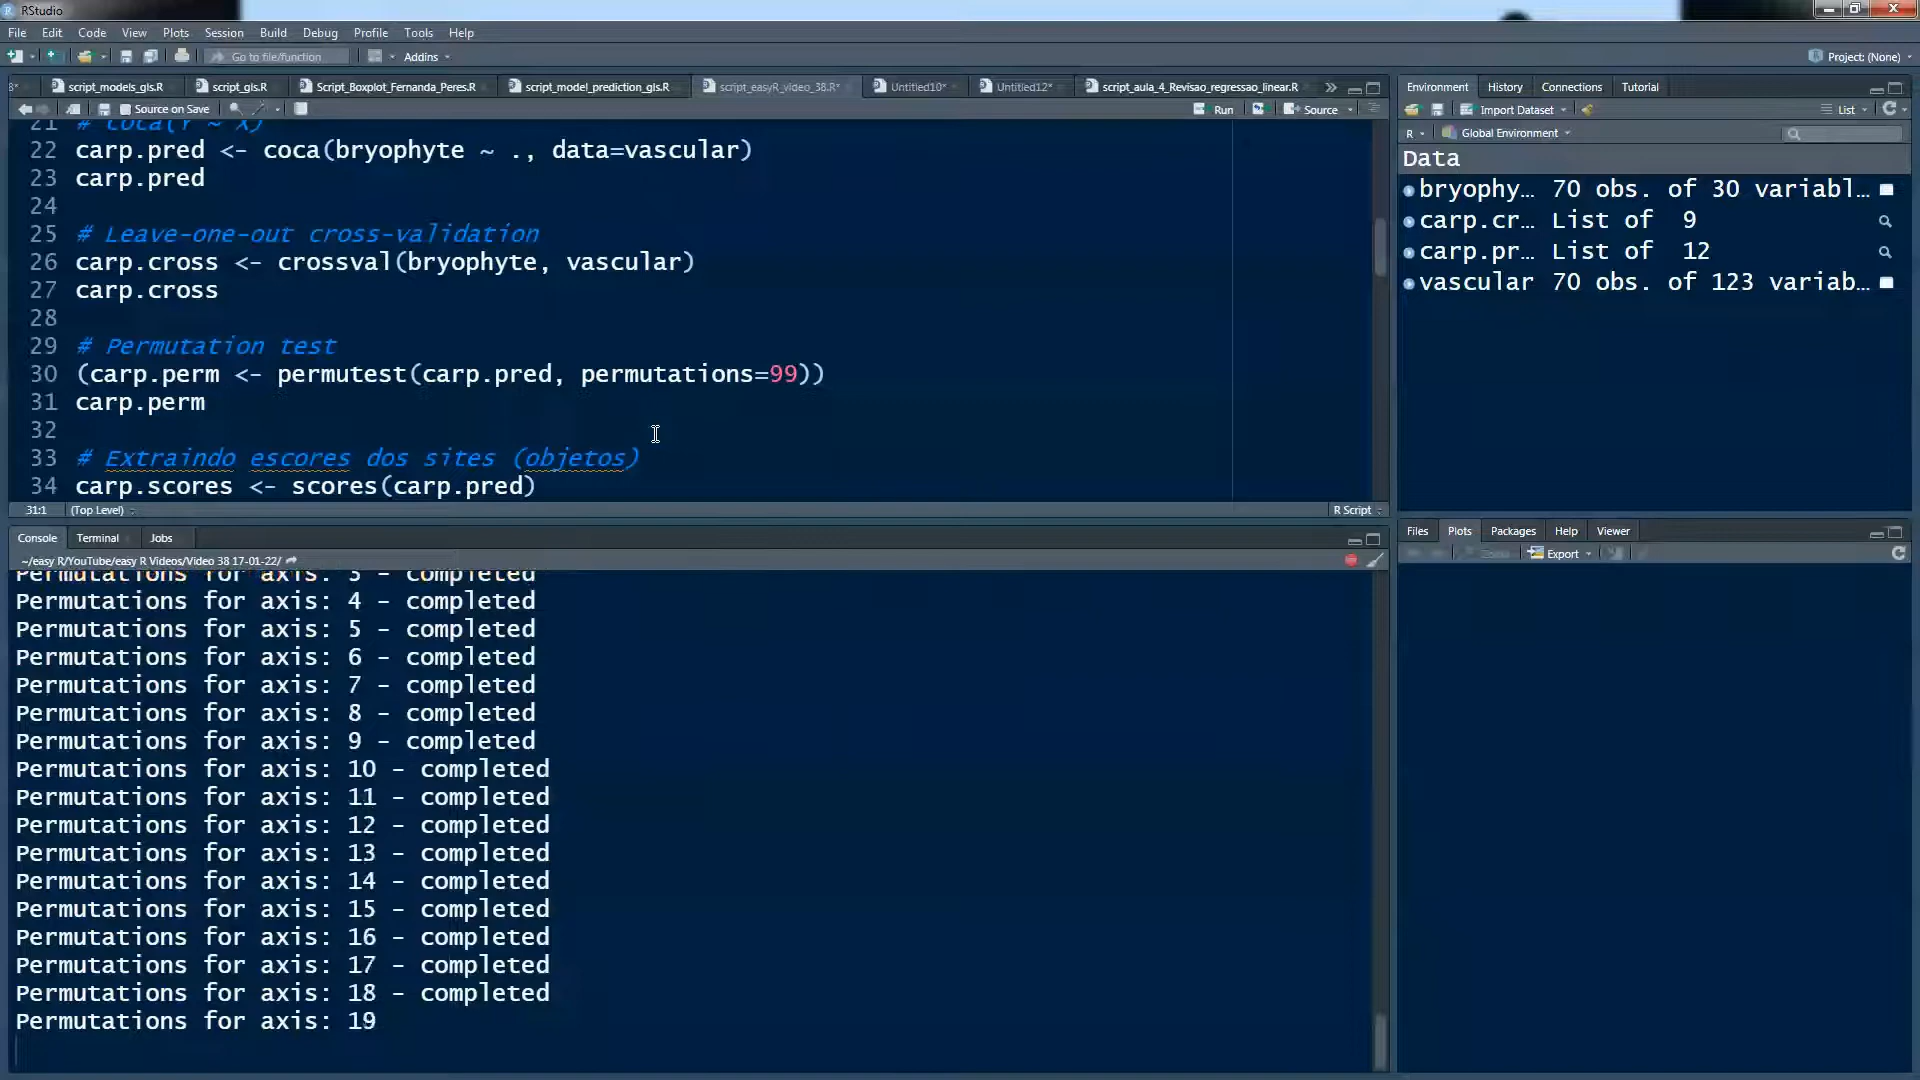 RStudio
File Edit Code View Plots Session Build Debug Profile Tools Help
Go to file/function Addins Project: (None)
script_models_gls.R script_gls.R Script_Boxplot_Fernanda_Peres.R script_model_prediction_gls.R script_easyR_video_38.R* Untitled10* Untitled12* script_aula_4_Revisao_regressao_linear.R
Source on Save Run Source
21 # coca(Y ~ X)
22 carp.pred <- coca(bryophyte ~ ., data=vascular)
23 carp.pred
24
25 # Leave-one-out cross-validation
26 carp.cross <- crossval(bryophyte, vascular)
27 carp.cross
28
29 # Permutation test
30 (carp.perm <- permutest(carp.pred, permutations=99))
31 carp.perm
32
33 # Extraindo escores dos sites (objetos)
34 carp.scores <- scores(carp.pred)
31:1 (Top Level) R Script
Console Terminal Jobs
~/easy R/YouTube/easy R Videos/Video 38 17-01-22/
Permutations for axis: 3 - completed
Permutations for axis: 4 - completed
Permutations for axis: 5 - completed
Permutations for axis: 6 - completed
Permutations for axis: 7 - completed
Permutations for axis: 8 - completed
Permutations for axis: 9 - completed
Permutations for axis: 10 - completed
Permutations for axis: 11 - completed
Permutations for axis: 12 - completed
Permutations for axis: 13 - completed
Permutations for axis: 14 - completed
Permutations for axis: 15 - completed
Permutations for axis: 16 - completed
Permutations for axis: 17 - completed
Permutations for axis: 18 - completed
Permutations for axis: 19
Environment History Connections Tutorial
Import Dataset List
R Global Environment
Data
bryophy… 70 obs. of 30 variabl…
carp.cr… List of 9
carp.pr… List of 12
vascular 70 obs. of 123 variab…
Files Plots Packages Help Viewer
Zoom Export